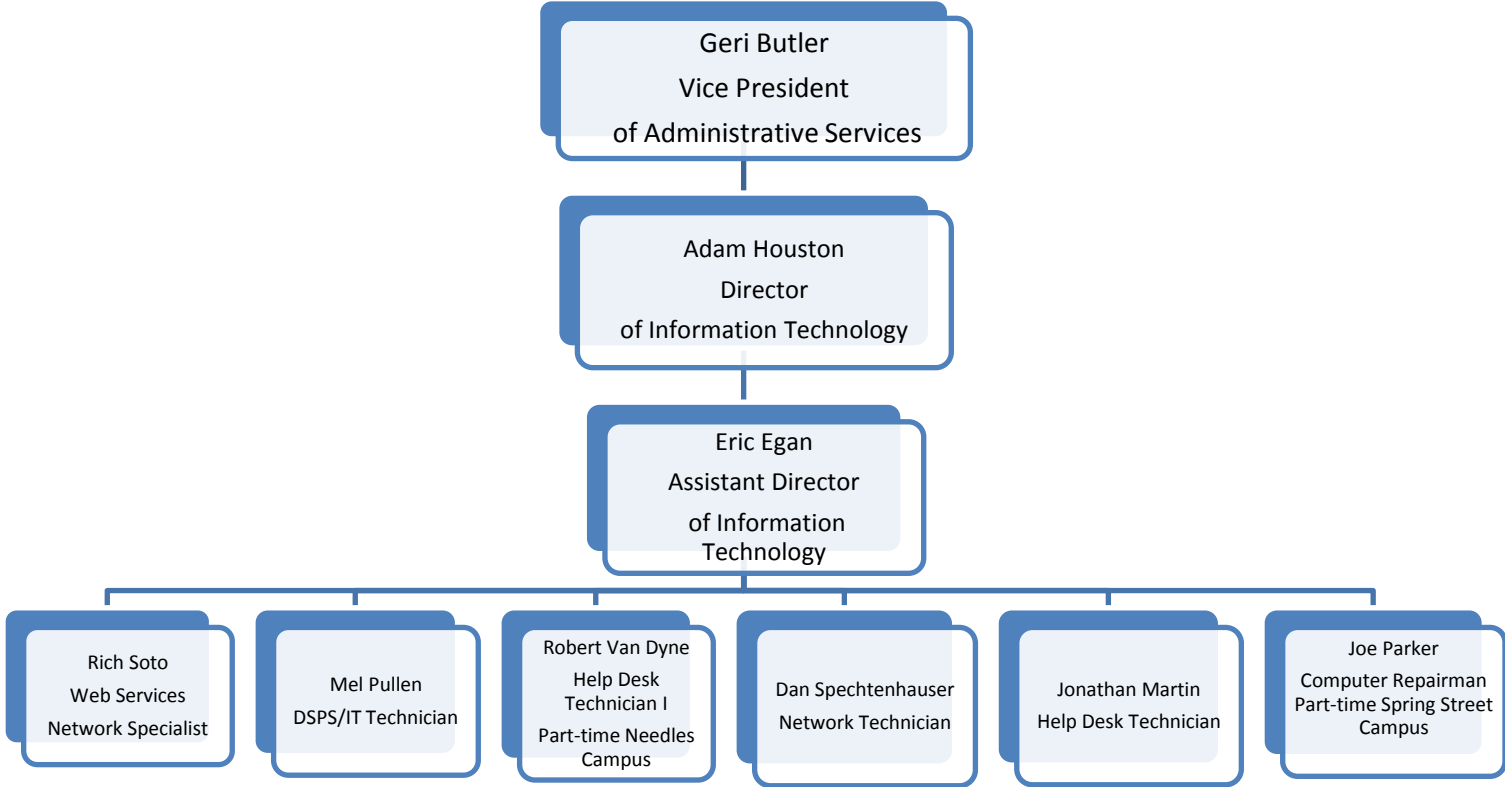 Geri Butler
Vice President
of Administrative Services
Adam Houston
Director
of Information Technology
Eric Egan
Assistant Director
of Information
Technology
Rich Soto
Web Services
Network Specialist
Mel Pullen
DSPS/IT Technician
Robert Van Dyne
Help Desk
Technician I
Part-time Needles
Campus
Dan Spechtenhauser
Network Technician
Jonathan Martin
Help Desk Technician
Joe Parker
Computer Repairman
Part-time Spring Street
Campus